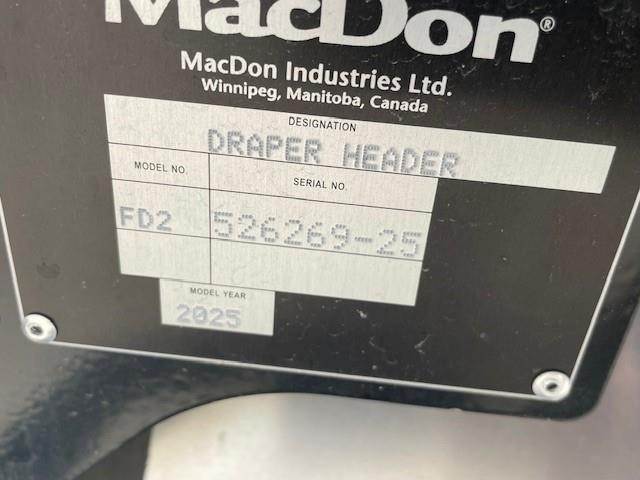 MacDon®
MacDon Industries Ltd.
Winnipeg, Manitoba, Canada
DESIGNATION
DRAPER HEADER
MODEL NO.
SERIAL NO.
FD2
526269-25
MODEL YEAR
2025